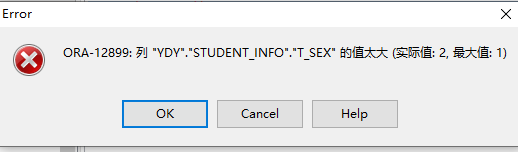 Error
ORA-12899: 列 "YDY"."STUDENT_INFO"."T_SEX" 的值太大 (实际值: 2, 最大值: 1)
OK
Cancel
Help